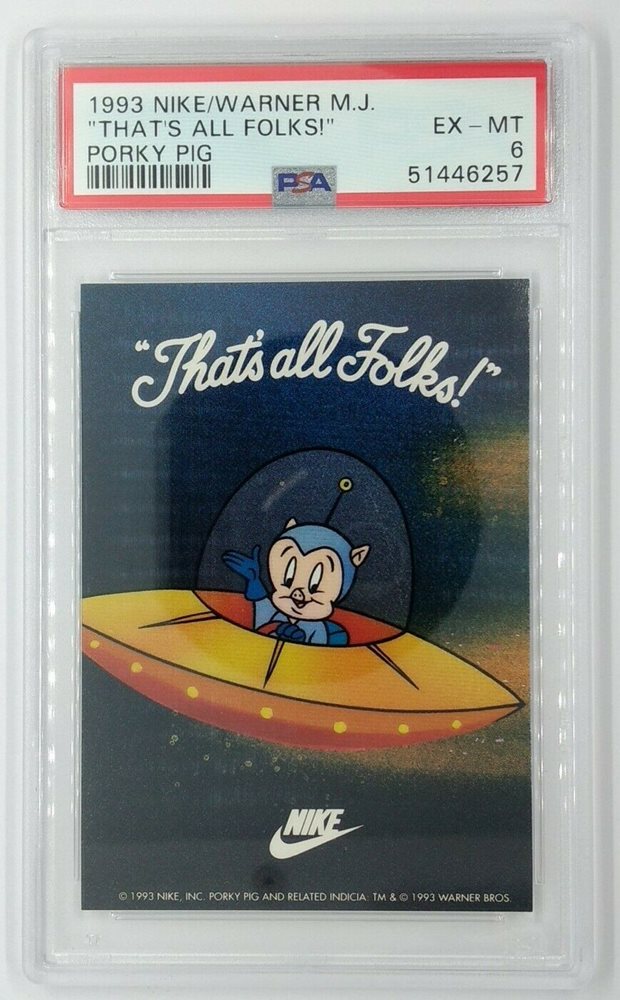 1993 NIKE/WARNER M.J.
"THAT'S ALL FOLKS!" EX - MT
PORKY PIG 6
PSA 51446257
"That's all Folks!"
NIKE
© 1993 NIKE, INC. PORKY PIG AND RELATED INDICIA: TM & © 1993 WARNER BROS.